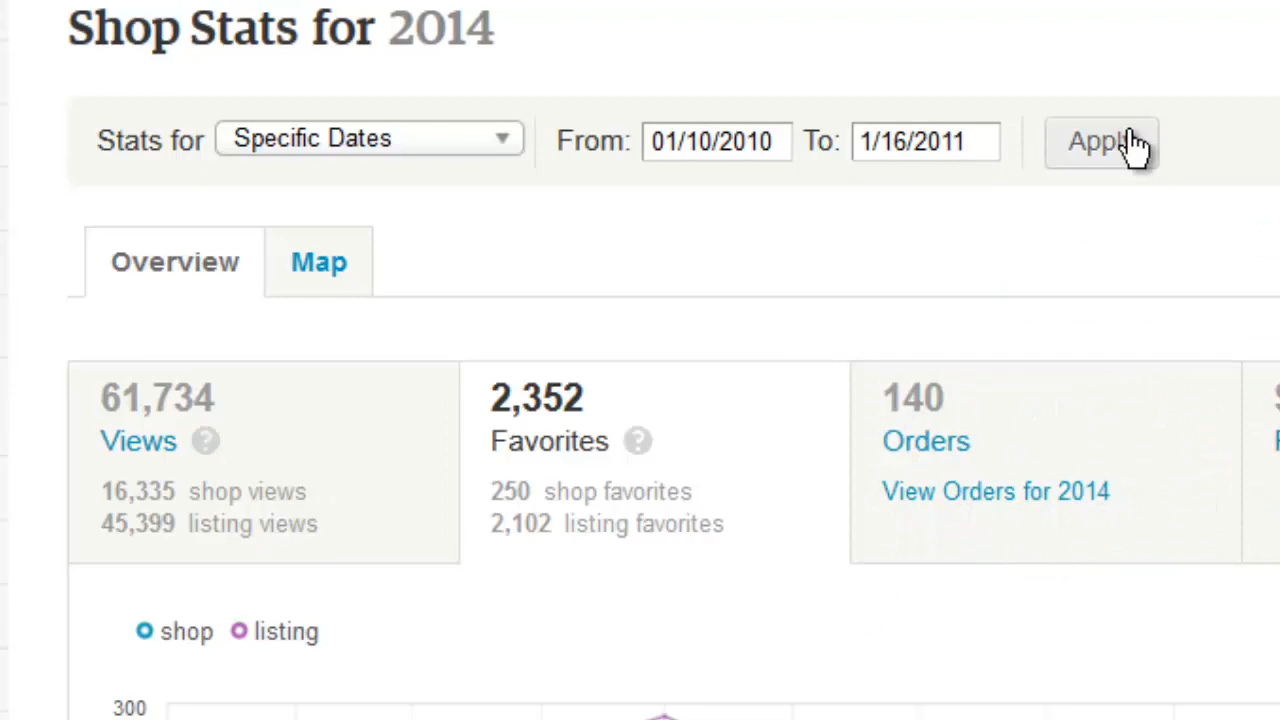 Shop Stats for 2014
Stats for Specific Dates From: 01/10/2010 To: 1/16/2011
Overview Map
61,734 2,352 140
Views ? Favorites ? Orders
16,335 shop views 250 shop favorites View Orders for 2014
45,399 listing views 2,102 listing favorites
shop listing
300